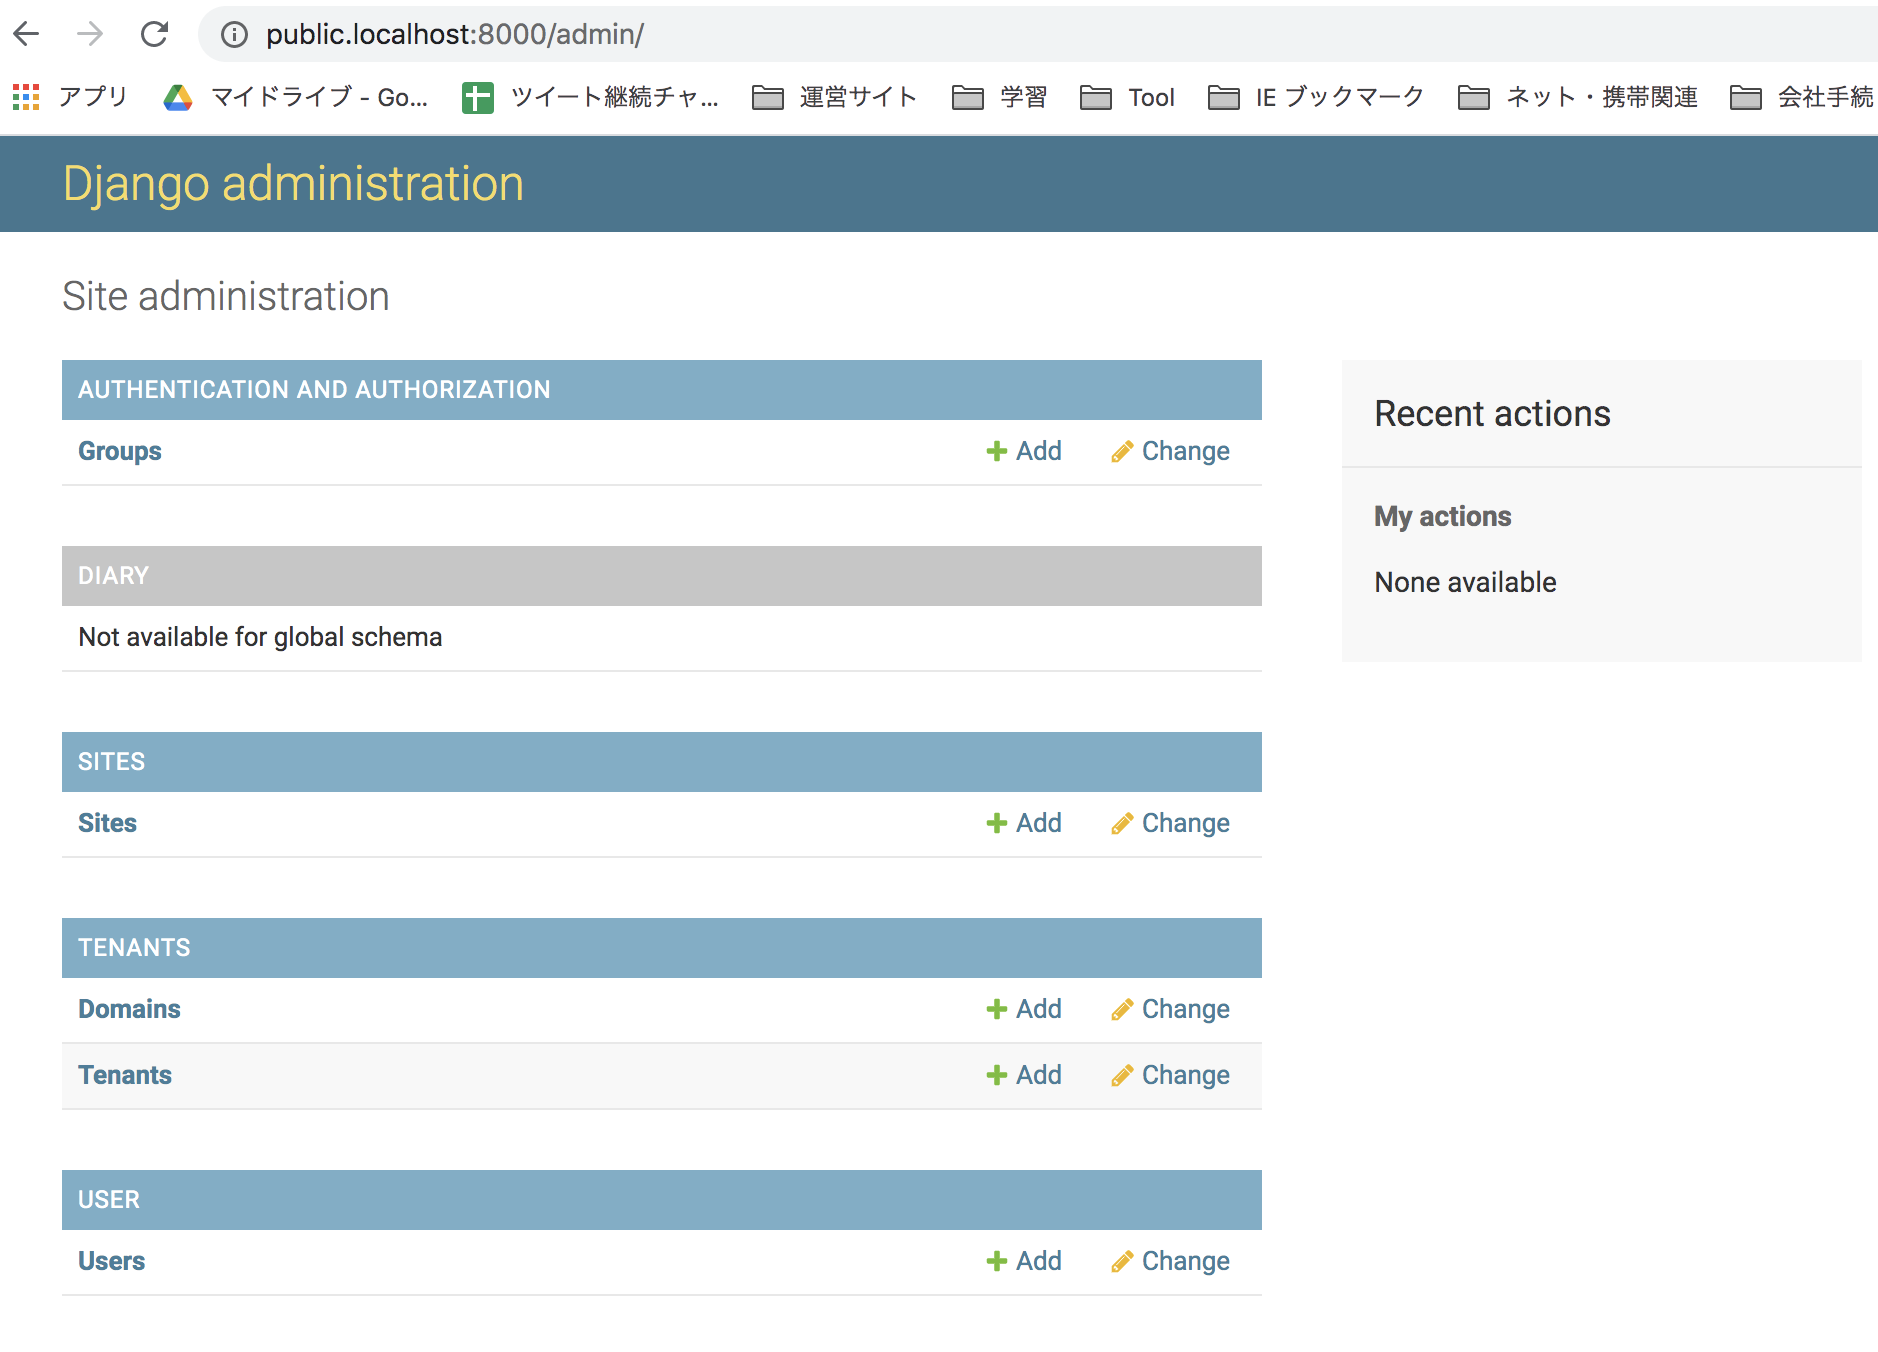 public.localhost:8000/admin/
アプリ マイドライブ - Go... ツイート継続チャ... 運営サイト 学習 Tool IE ブックマーク ネット・携帯関連 会社手続
Django administration
Site administration
AUTHENTICATION AND AUTHORIZATION
Groups Add Change
DIARY
Not available for global schema
SITES
Sites Add Change
TENANTS
Domains Add Change
Tenants Add Change
USER
Users Add Change
Recent actions
My actions
None available